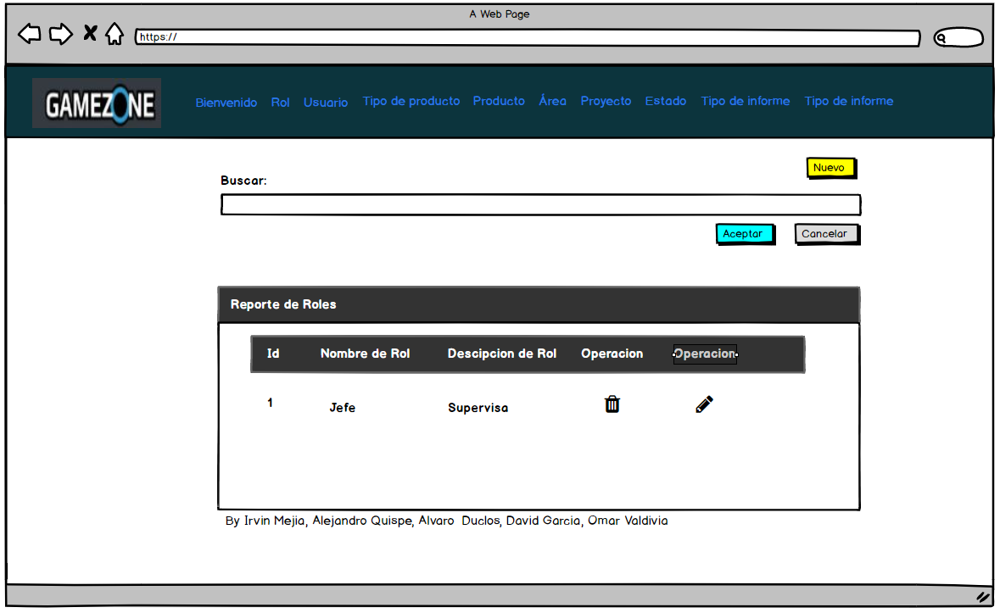 A Web Page
https://
GAMEZONE
Bienvenido Rol Usuario Tipo de producto Producto Área Proyecto Estado Tipo de informe Tipo de informe
Nuevo
Buscar:
Aceptar Cancelar
Reporte de Roles
Id Nombre de Rol Descipcion de Rol Operacion Operacion
1 Jefe Supervisa
By Irvin Mejia, Alejandro Quispe, Alvaro Duclos, David Garcia, Omar Valdivia